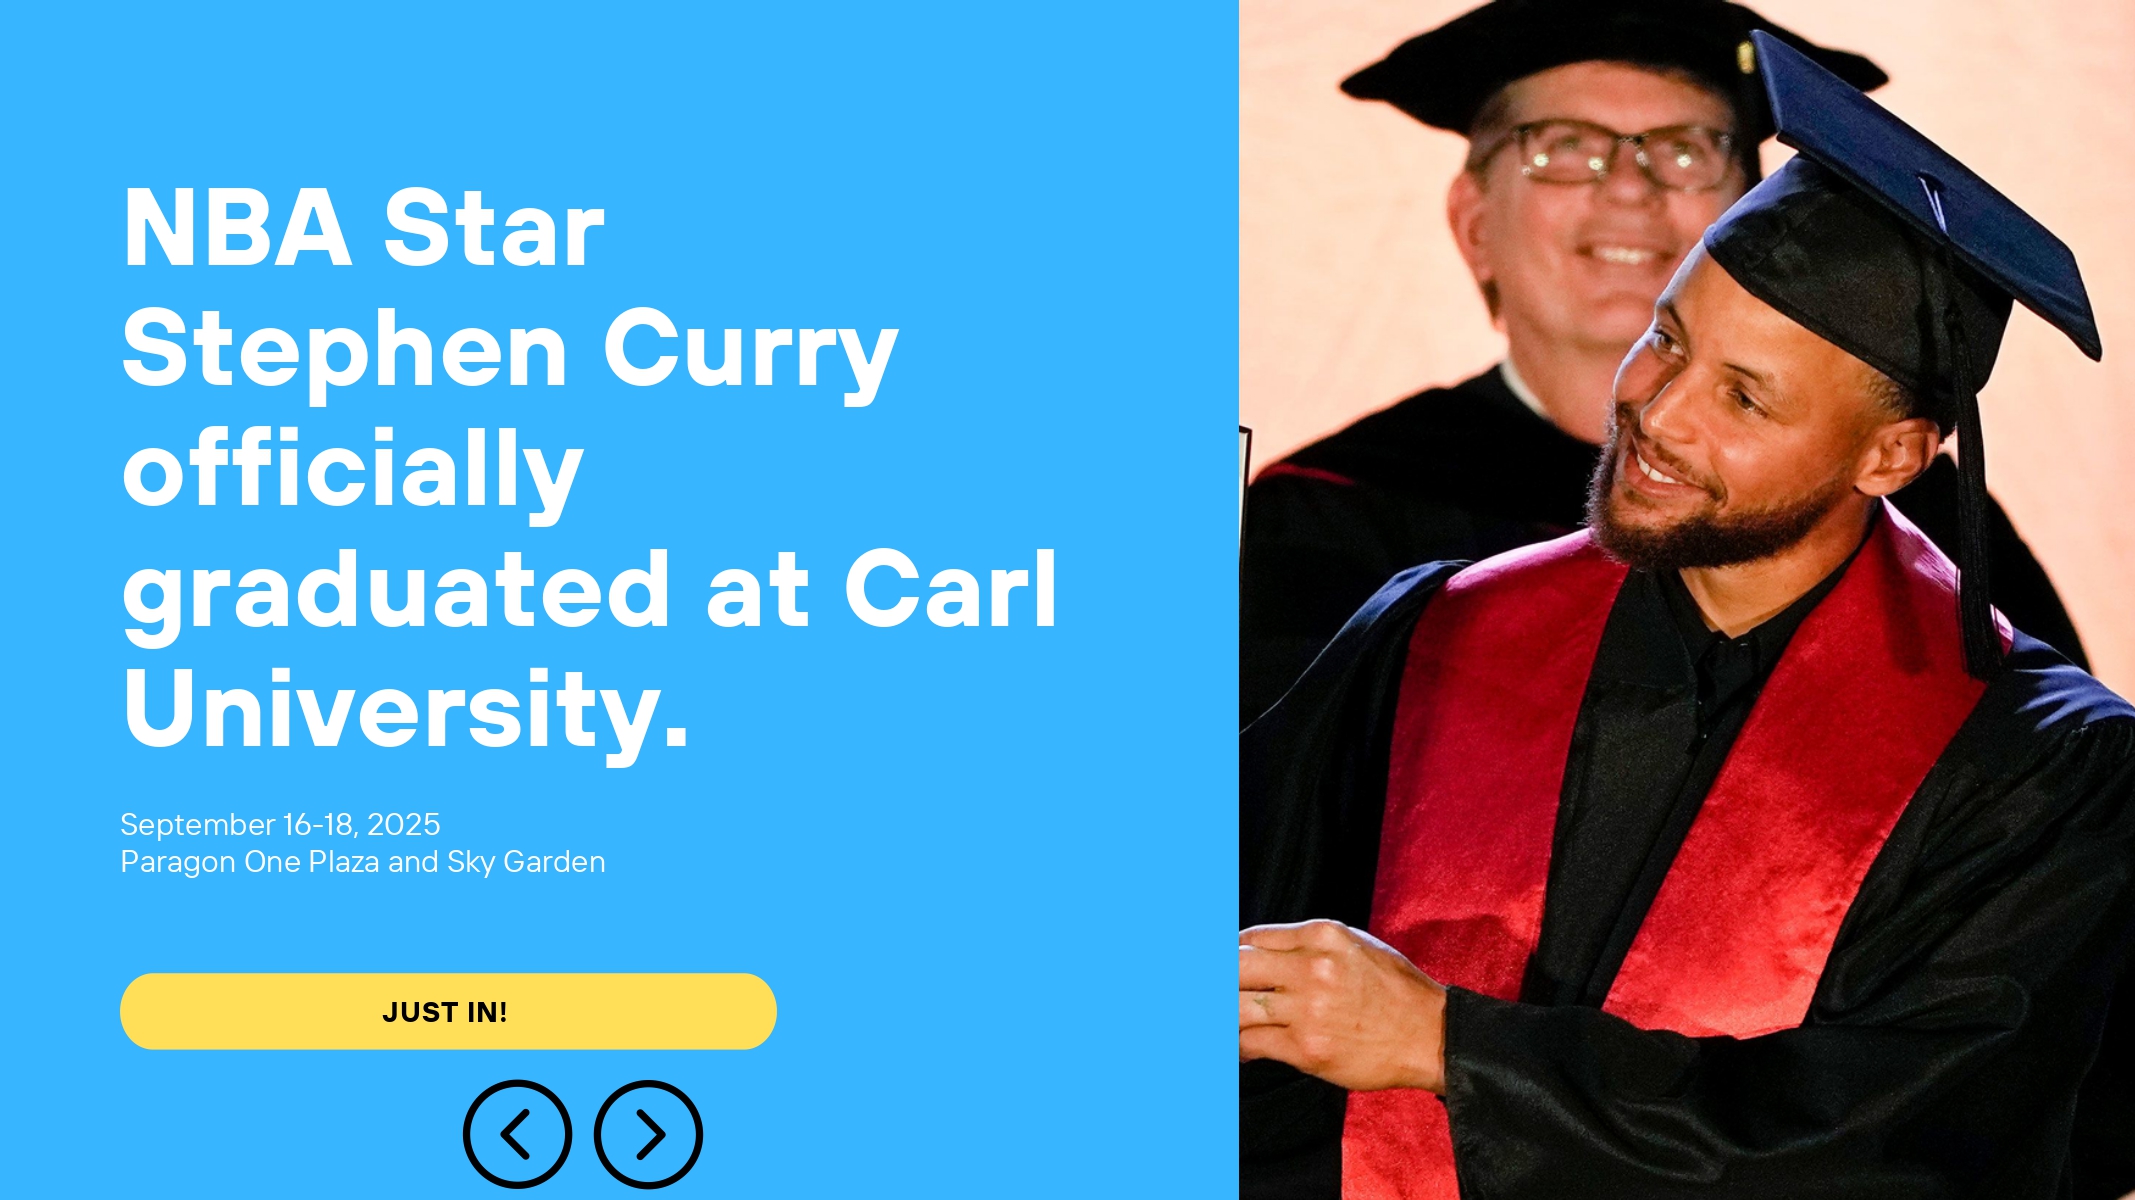 NBA Star
Stephen Curry
officially
graduated at Carl
University.
September 16-18, 2025
Paragon One Plaza and Sky Garden
JUST IN!